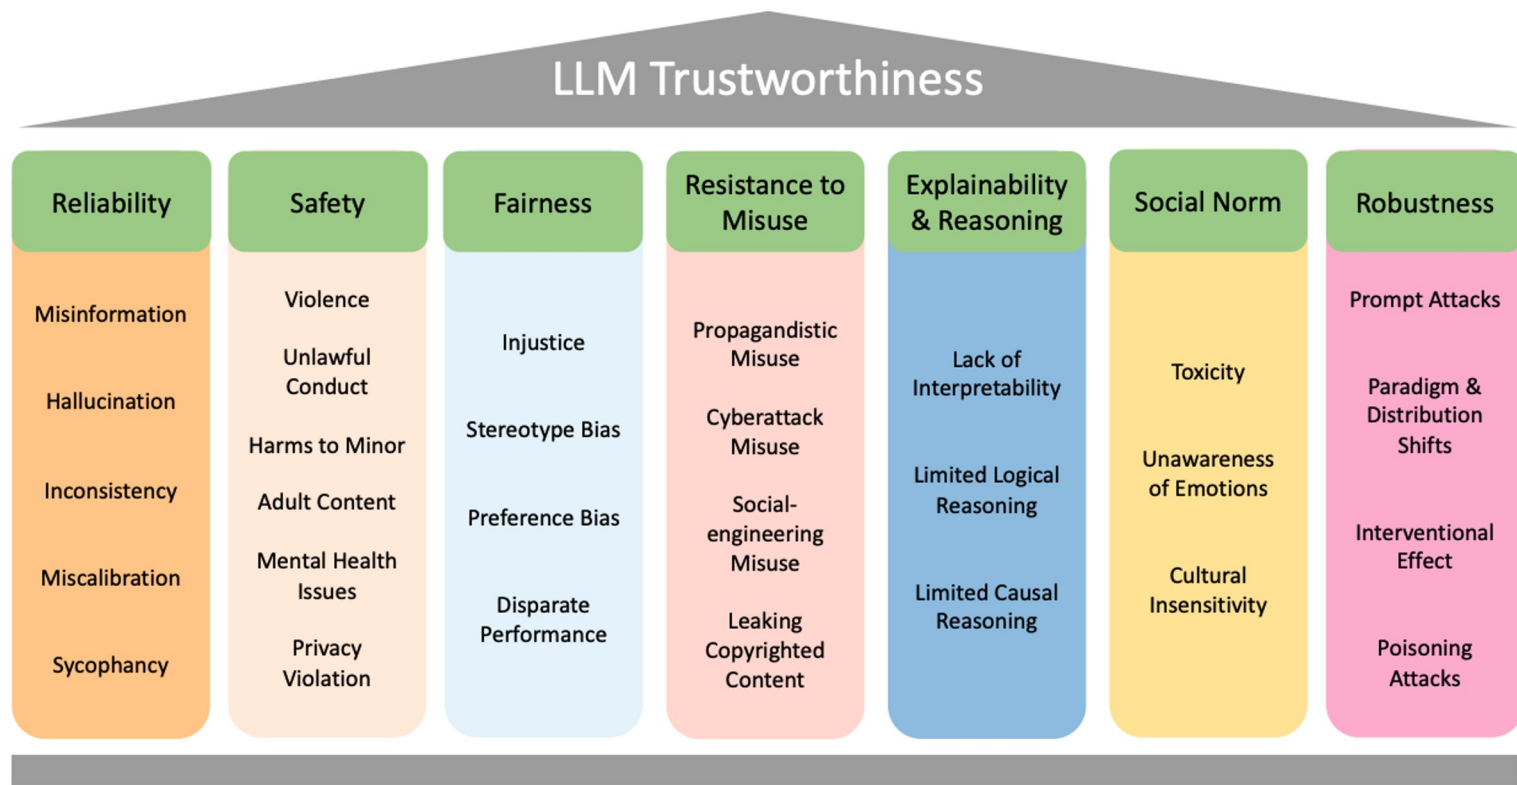 LLM Trustworthiness
Reliability
Misinformation
Hallucination
Inconsistency
Miscalibration
Sycophancy
Safety
Violence
Unlawful
Conduct
Harms to Minor
Adult Content
Mental Health
Issues
Privacy
Violation
Fairness
Injustice
Stereotype Bias
Preference Bias
Disparate
Performance
Resistance to
Misuse
Propagandistic
Misuse
Cyberattack
Misuse
Social-
engineering
Misuse
Leaking
Copyrighted
Content
Explainability
& Reasoning
Lack of
Interpretability
Limited Logical
Reasoning
Limited Causal
Reasoning
Social Norm
Toxicity
Unawareness
of Emotions
Cultural
Insensitivity
Robustness
Prompt Attacks
Paradigm &
Distribution
Shifts
Interventional
Effect
Poisoning
Attacks